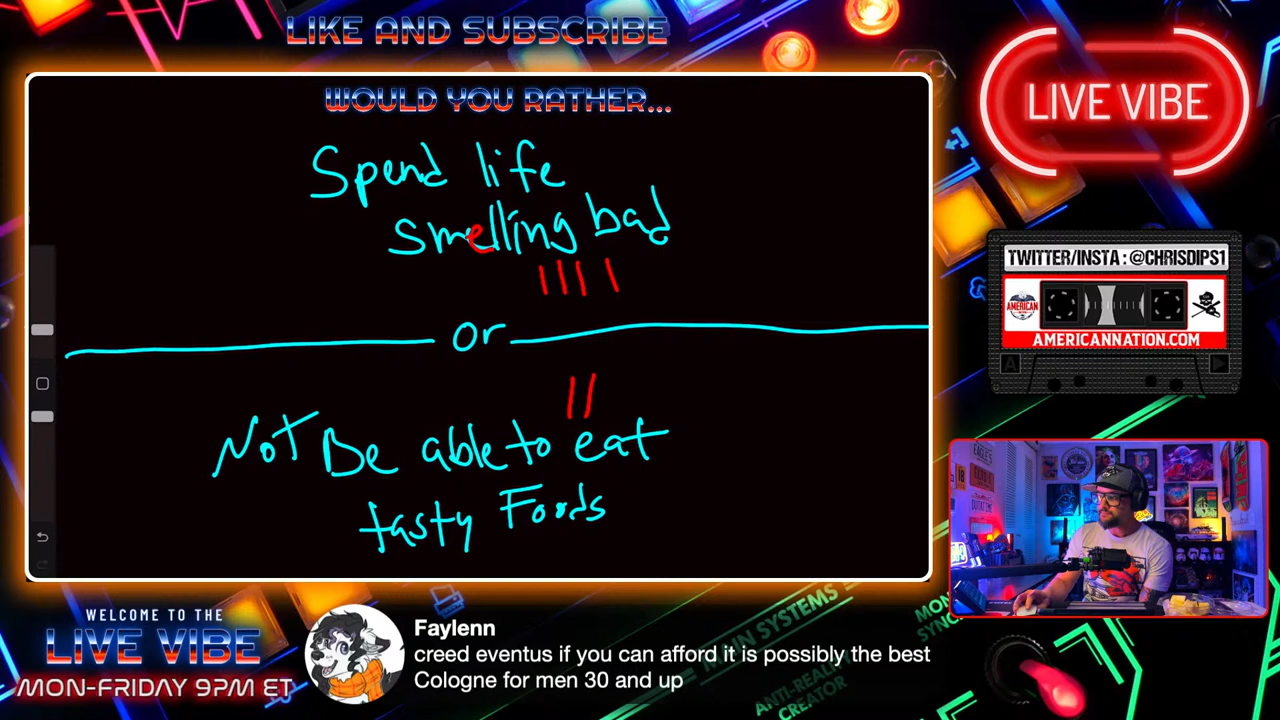 LIKE AND SUBSCRIBE
WOULD YOU RATHER...
Spend life
smelling bad
or
Not Be able to eat
tasty Foods
LIVE VIBE
TWITTER/INSTA : @CHRISDIPS1
AMERICAN
AMERICANNATION.COM
A
WELCOME TO THE
LIVE VIBE
MON-FRIDAY 9PM ET
Faylenn
creed eventus if you can afford it is possibly the best
Cologne for men 30 and up